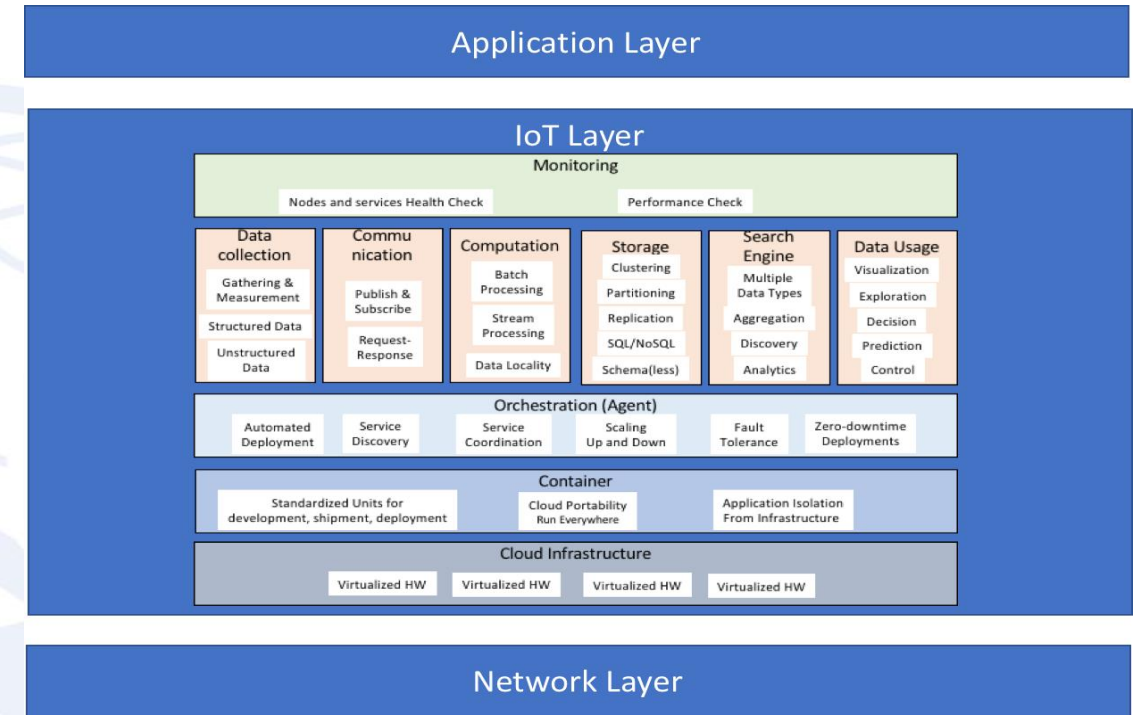 Application Layer
IoT Layer
Monitoring
Nodes and services Health Check
Performance Check
Data
collection
Gathering &
Measurement
Structured Data
Unstructured
Data
Commu
nication
Publish &
Subscribe
Request-
Response
Computation
Batch
Processing
Stream
Processing
Data Locality
Storage
Clustering
Partitioning
Replication
SQL/NoSQL
Schema(less)
Search
Engine
Multiple
Data Types
Aggregation
Discovery
Analytics
Data Usage
Visualization
Exploration
Decision
Prediction
Control
Orchestration (Agent)
Automated
Deployment
Service
Discovery
Service
Coordination
Scaling
Up and Down
Fault
Tolerance
Zero-downtime
Deployments
Container
Standardized Units for
development, shipment, deployment
Cloud Portability
Run Everywhere
Application Isolation
From Infrastructure
Cloud Infrastructure
Virtualized HW
Virtualized HW
Virtualized HW
Virtualized HW
Network Layer